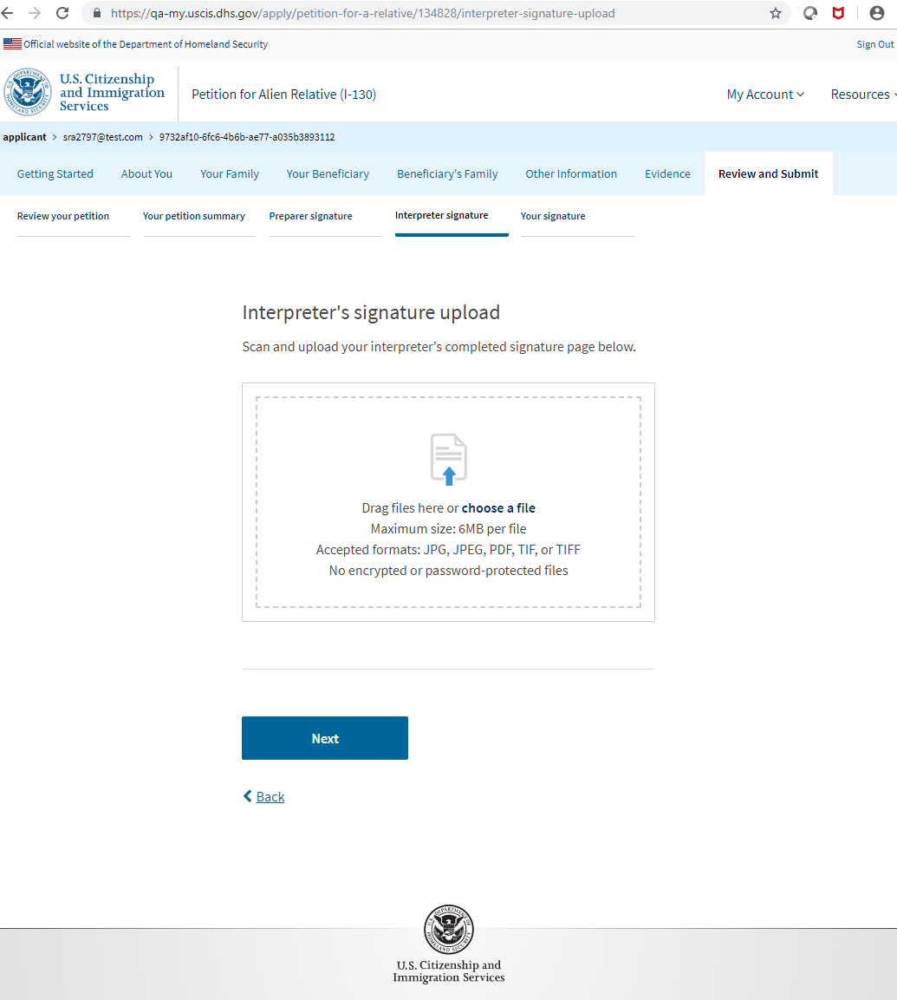 https://qa-my.uscis.dhs.gov/apply/petition-for-a-relative/134828/interpreter-signature-upload
Official website of the Department of Homeland Security
Sign Out
U.S. Citizenship
and Immigration
Services
Petition for Alien Relative (I-130)
My Account
Resources
applicant > sra2797@test.com > 9732af10-6fc6-4b6b-ae77-a035b3893112
Getting Started
About You
Your Family
Your Beneficiary
Beneficiary's Family
Other Information
Evidence
Review and Submit
Review your petition
Your petition summary
Preparer signature
Interpreter signature
Your signature
Interpreter's signature upload
Scan and upload your interpreter's completed signature page below.
Drag files here or choose a file
Maximum size: 6MB per file
Accepted formats: JPG, JPEG, PDF, TIF, or TIFF
No encrypted or password-protected files
Next
Back
U.S. DEPARTMENT OF
HOMELAND SECURITY
U.S. Citizenship and
Immigration Services